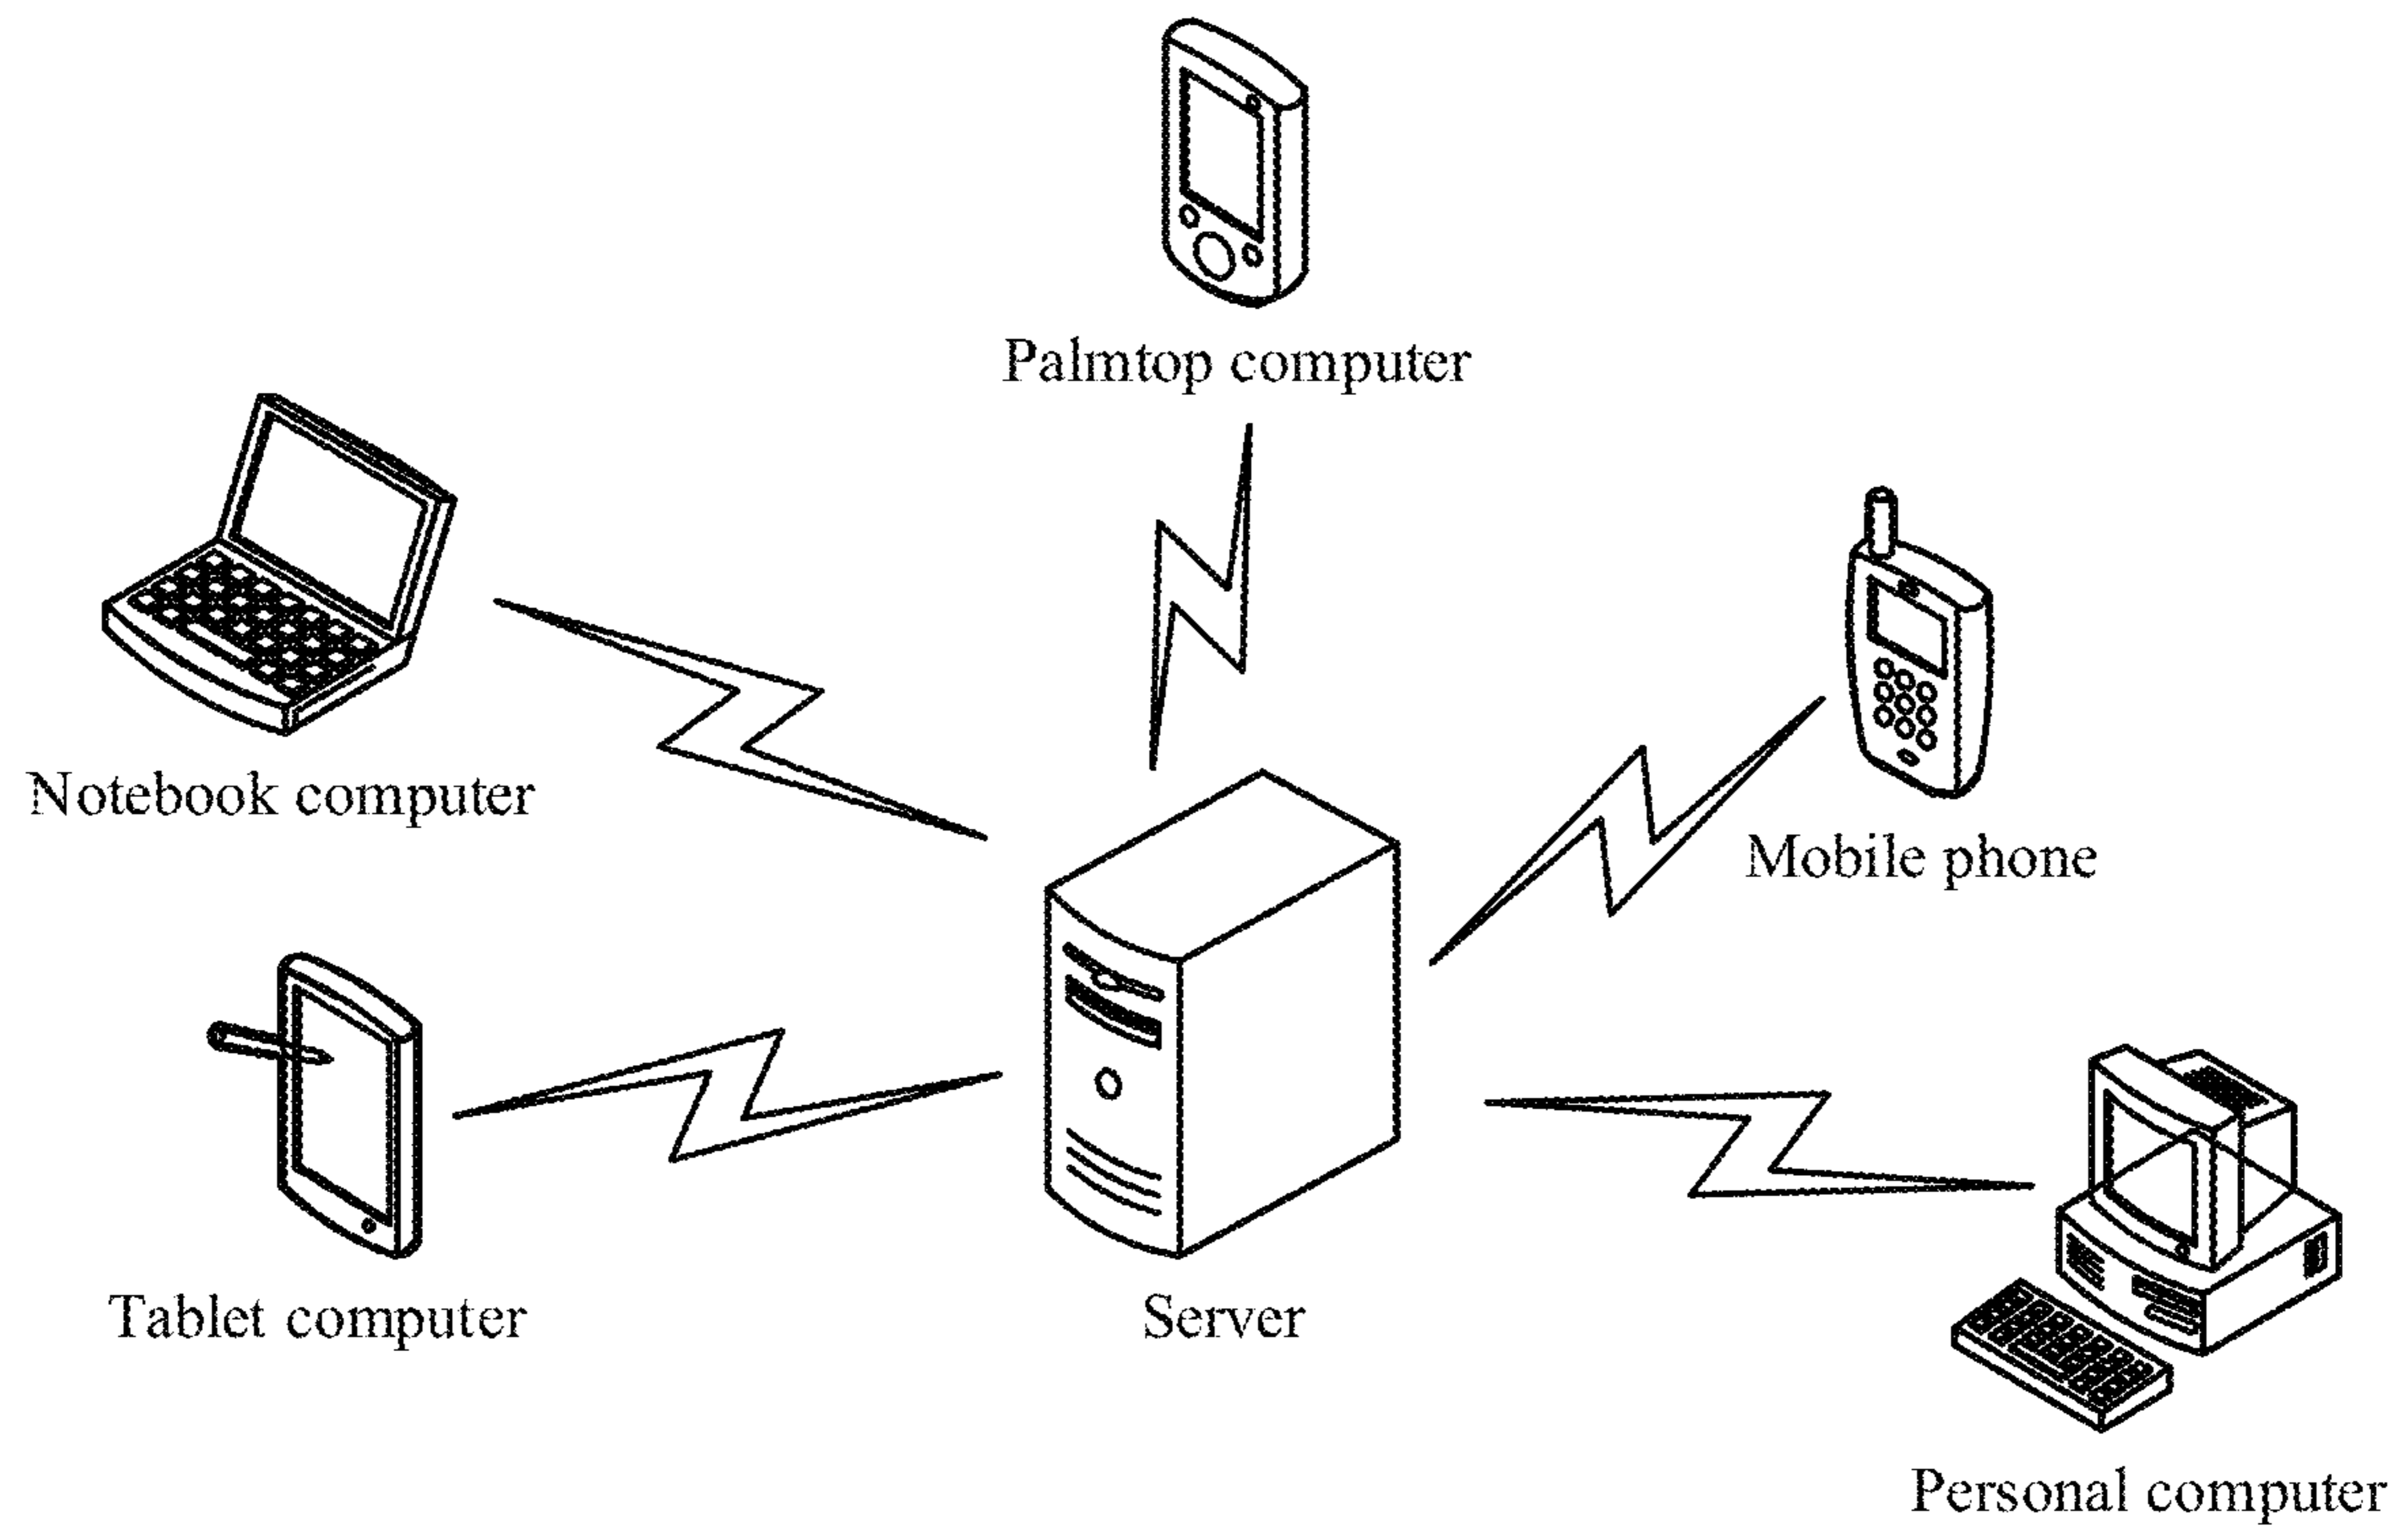 Palmtop computer
Notebook computer
Mobile phone
Tablet computer
Server
Personal computer